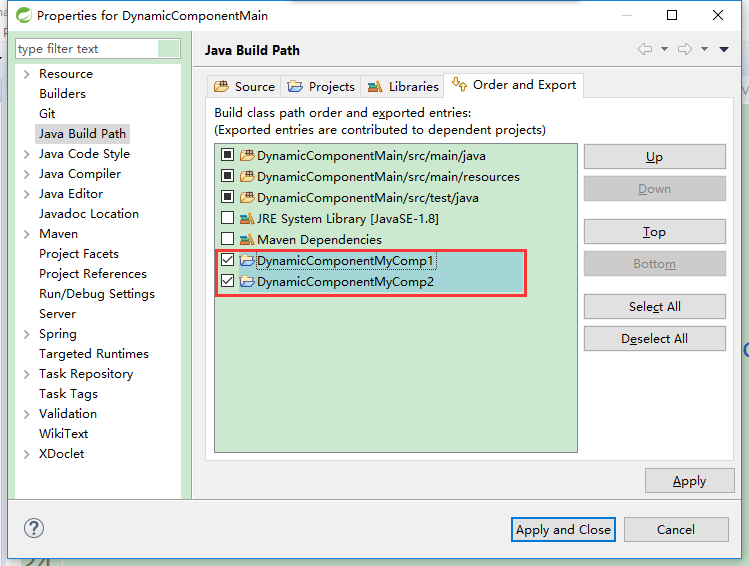 Properties for DynamicComponentMain
type filter text
Resource
Builders
Git
Java Build Path
Java Code Style
Java Compiler
Java Editor
Javadoc Location
Maven
Project Facets
Project References
Run/Debug Settings
Server
Spring
Targeted Runtimes
Task Repository
Task Tags
Validation
WikiText
XDoclet
Java Build Path
Source
Projects
Libraries
Order and Export
Build class path order and exported entries:
(Exported entries are contributed to dependent projects)
DynamicComponentMain/src/main/java
DynamicComponentMain/src/main/resources
DynamicComponentMain/src/test/java
JRE System Library [JavaSE-1.8]
Maven Dependencies
DynamicComponentMyComp1
DynamicComponentMyComp2
Up
Down
Top
Bottom
Select All
Deselect All
Apply
Apply and Close
Cancel